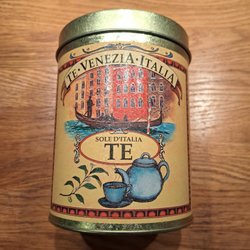 TE • VENEZIA • ITALIA
SOLE D'ITALIA
TE